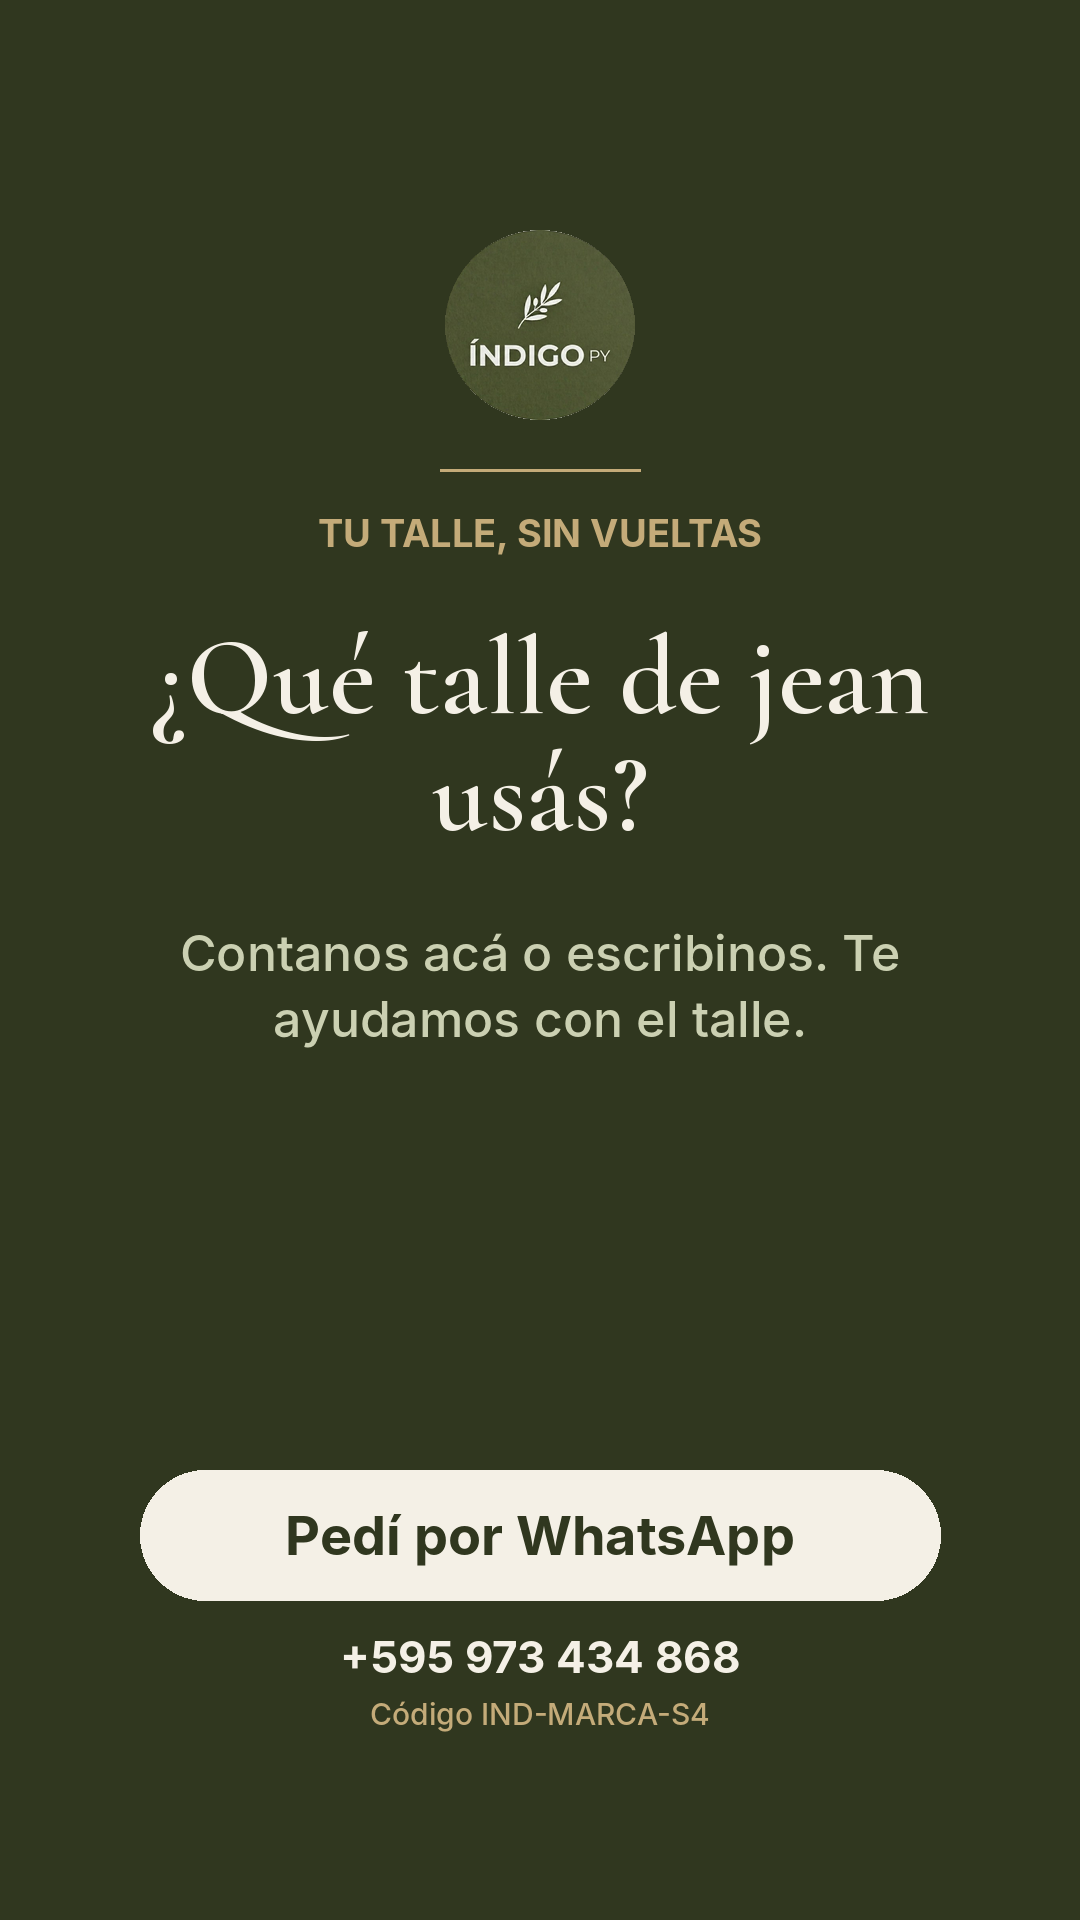 ÍNDIGO PY
TU TALLE, SIN VUELTAS
¿Qué talle de jean
usás?
Contanos acá o escribinos. Te
ayudamos con el talle.
Pedí por WhatsApp
+595 973 434 868
Código IND-MARCA-S4